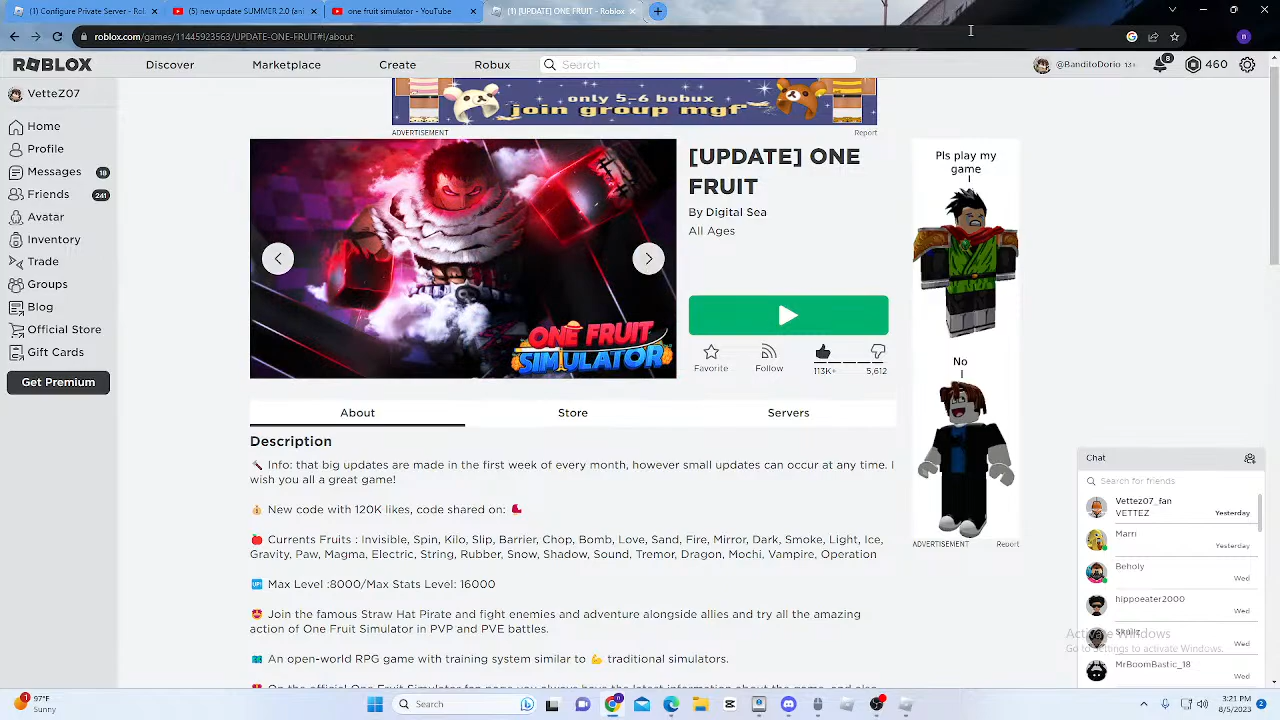 (1) Configure Private Server - Rol
(5) new update SUMMER 2.0 (and
one fruit simulator - YouTube
(1) [UPDATE] ONE FRUIT - Roblox
roblox.com/games/11445923563/UPDATE-ONE-FRUIT#!/about
n
ROBLOX
Discover
Marketplace
Create
Robux
Search
@BanditoDorio 13+
0
460
Vette207
only 5-6 bobux
join group mgf
ADVERTISEMENT
Report
Home
Profile
Messages 18
241
Avatar
Inventory
Trade
Groups
Blog
Official Store
Gift Cards
Get Premium
ONE FRUIT
SIMULATOR
[UPDATE] ONE
FRUIT
By Digital Sea
All Ages
Favorite
Follow
113K+
5,612
Pls play my
game
No
ADVERTISEMENT
Report
About
Store
Servers
Description
🔨 Info: that big updates are made in the first week of every month, however small updates can occur at any time. I
wish you all a great game!
💰 New code with 120K likes, code shared on:
🍎 Currents Fruits : Invisible, Spin, Kilo, Slip, Barrier, Chop, Bomb, Love, Sand, Fire, Mirror, Dark, Smoke, Light, Ice,
Gravity, Paw, Magma, Electric, String, Rubber, Snow, Shadow, Sound, Tremor, Dragon, Mochi, Vampire, Operation
🆙 Max Level :8000/Max Stats Level: 16000
🤩 Join the famous Straw Hat Pirate and fight enemies and adventure alongside allies and try all the amazing
action of One Fruit Simulator in PVP and PVE battles.
🗺️ An open-world RPG game with training system similar to 💪 traditional simulators.
Chat
Search for friends
Vettez07_fan
VETTEZ
Yesterday
Marri
Yesterday
Beholy
Wed
hippoeater2000
Wed
Skullz
Wed
MrBoomBastic_18
Wed
Activate Windows
Go to Settings to activate Windows.
1
97°F
Sunny
Search
3:21 PM
8/5/2023
2